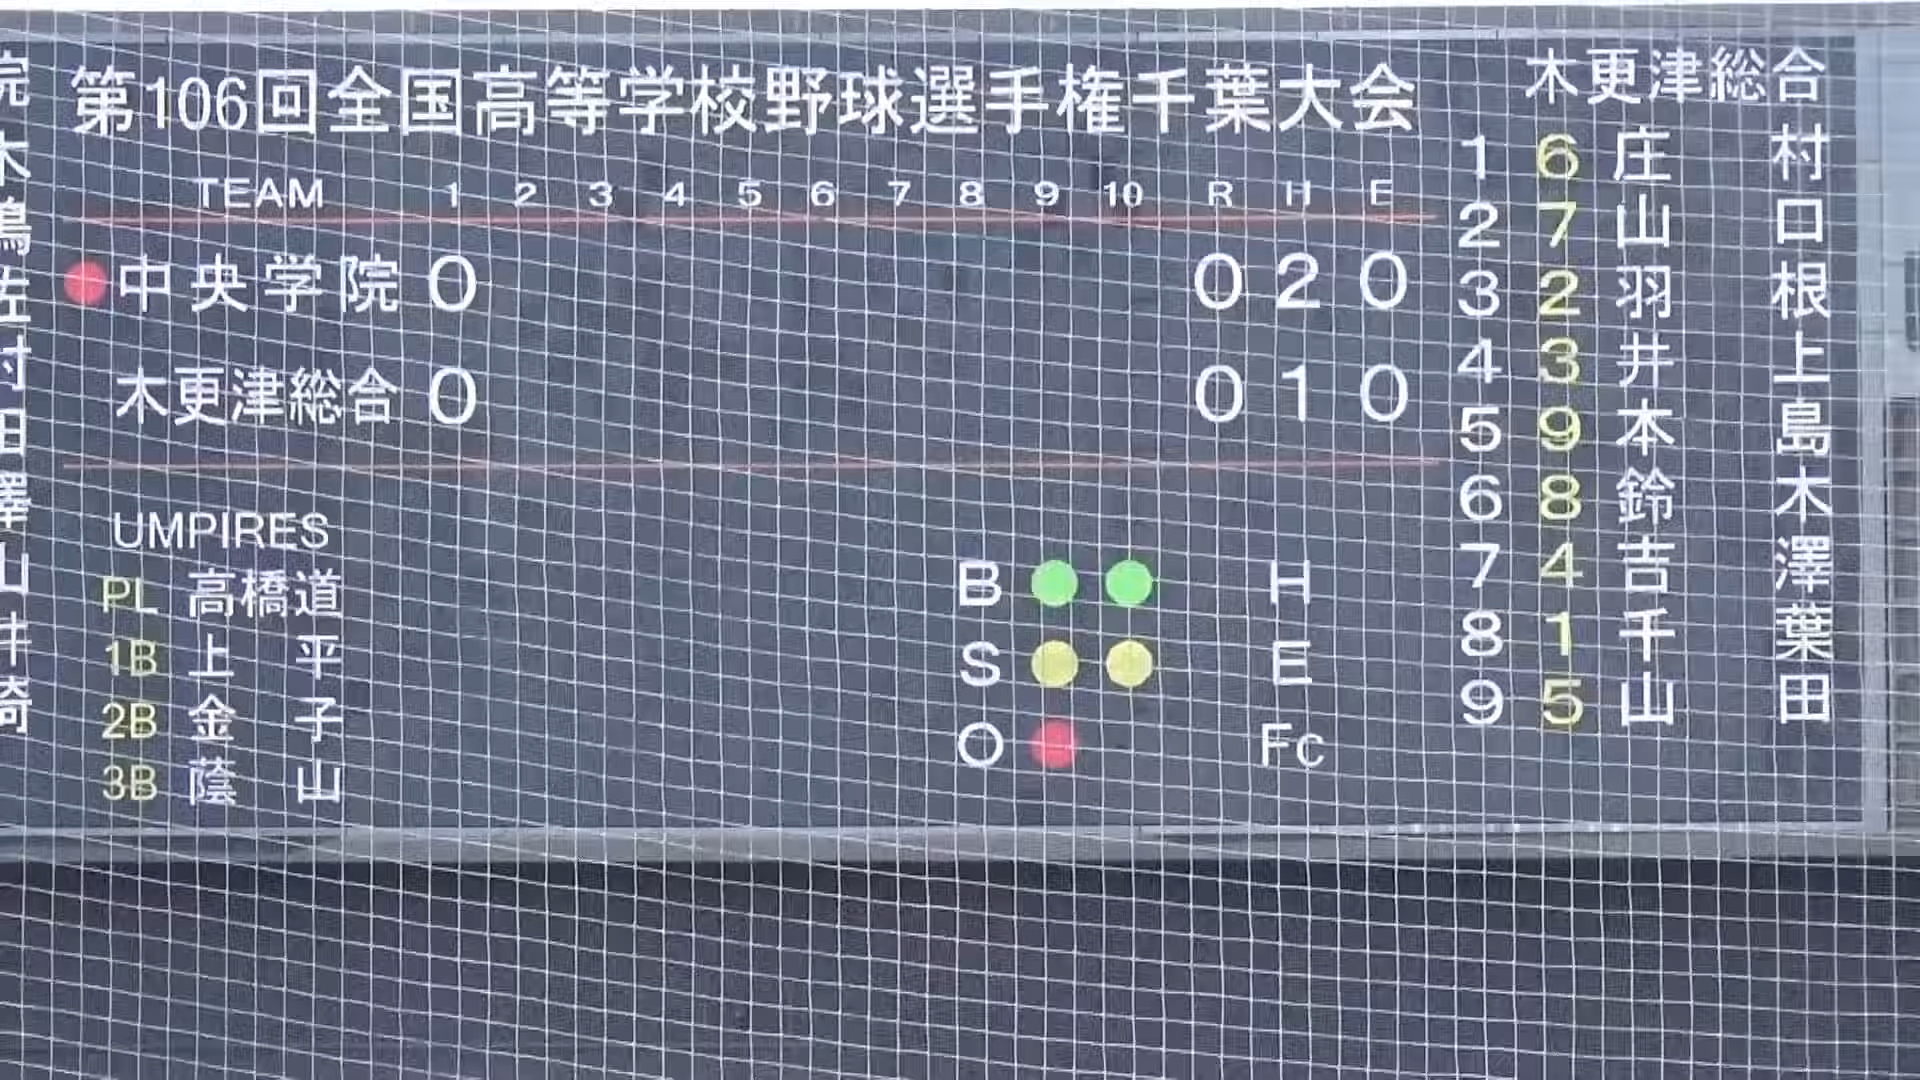 第106回全国高等学校野球選手権千葉大会
TEAM 1 2 3 4 5 6 7 8 9 10 R H E
中央学院 0 0 2 0
木更津総合 0 0 1 0
UMPIRES
PL 高橋道
1B 上平
2B 金子
3B 蔭山
B H
S E
O Fc
木更津総合
1 6 庄村
2 7 山口
3 2 羽根
4 3 井上
5 9 本島
6 8 鈴木
7 4 吉澤
8 1 千葉
9 5 山田